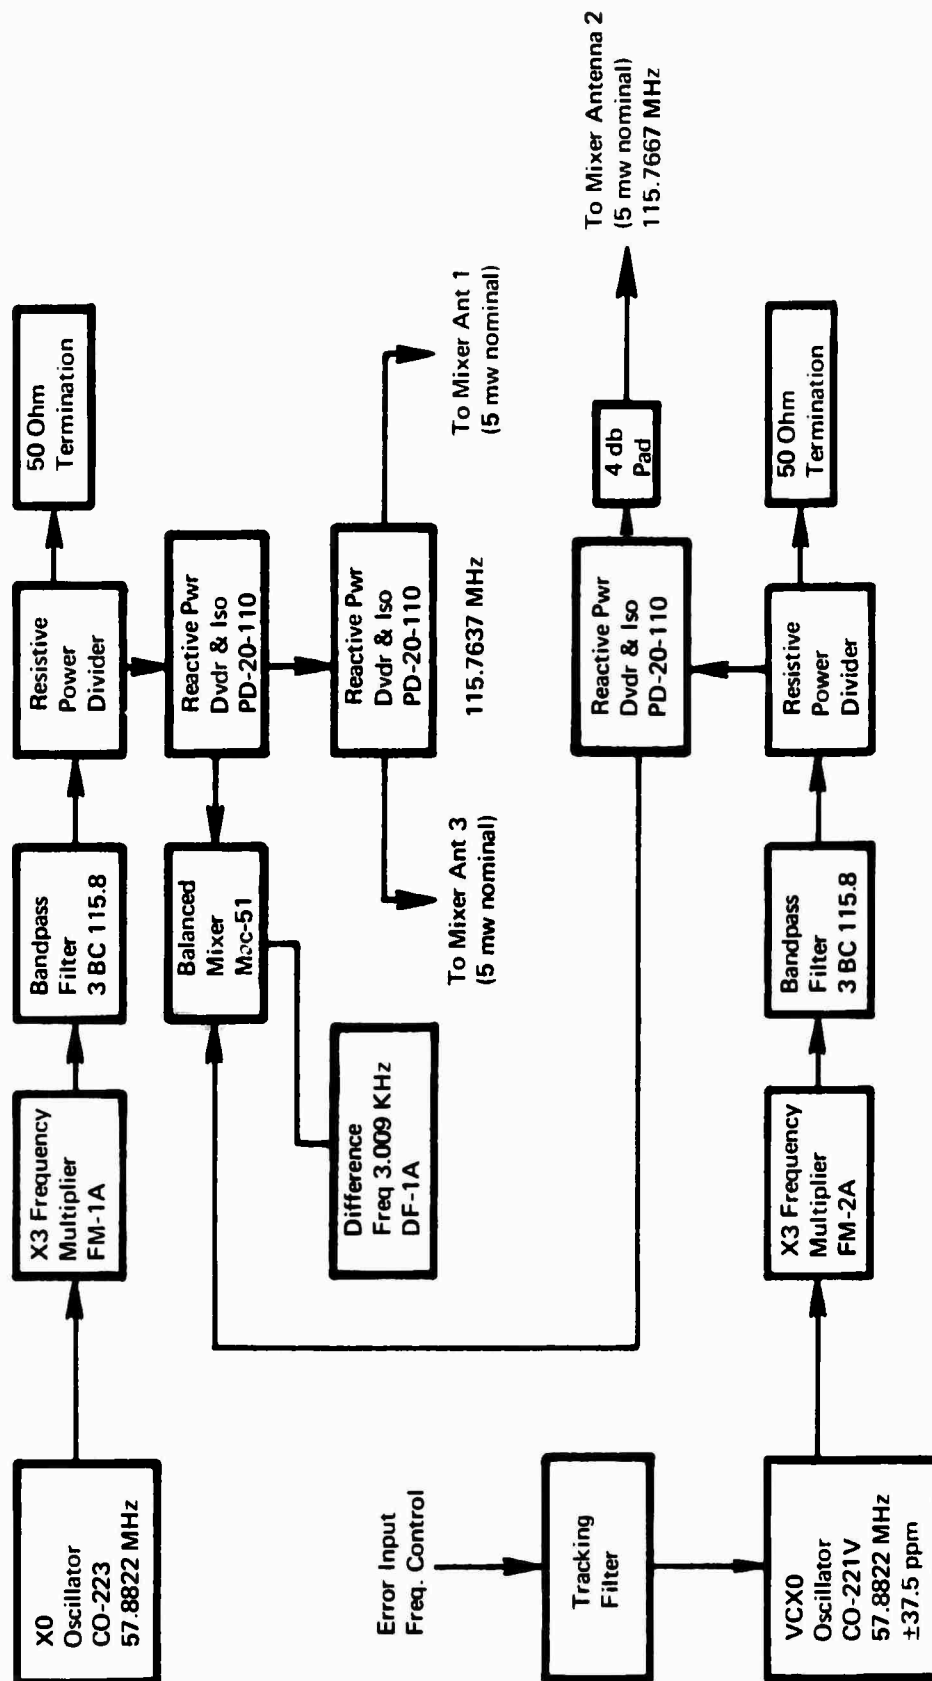 X0
Oscillator
CO-223
57.8822 MHz
X3 Frequency
Multiplier
FM-1A
Bandpass
Filter
3 BC 115.8
Resistive
Power
Divider
50 Ohm
Termination
Reactive Pwr
Dvdr & Iso
PD-20-110
Balanced
Mixer
Mac-51
Difference
Freq 3.009 KHz
DF-1A
Reactive Pwr
Dvdr & Iso
PD-20-110
To Mixer Ant 3
(5 mw nominal)
115.7637 MHz
To Mixer Ant 1
(5 mw nominal)
Error Input
Freq. Control
Tracking
Filter
VCX0
Oscillator
CO-221V
57.8822 MHz
±37.5 ppm
X3 Frequency
Multiplier
FM-2A
Bandpass
Filter
3 BC 115.8
Resistive
Power
Divider
50 Ohm
Termination
Reactive Pwr
Dvdr & Iso
PD-20-110
4 db
Pad
To Mixer Antenna 2
(5 mw nominal)
115.7667 MHz